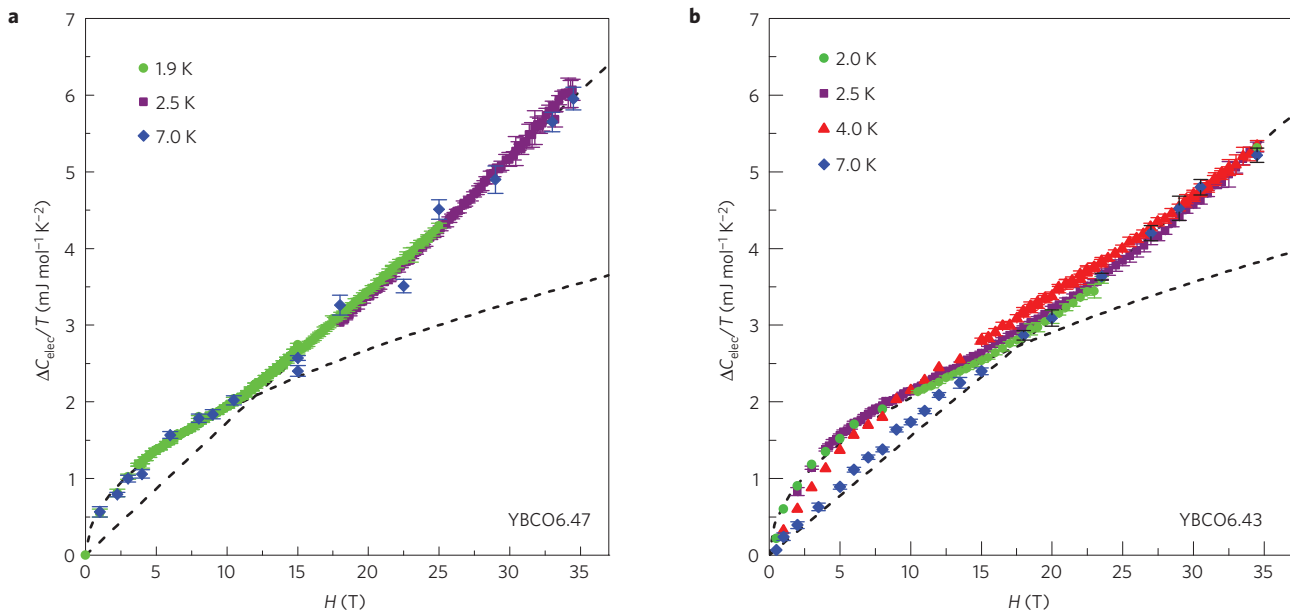 a
7
6
5
4
3
2
1
0
ΔC_elec/T (mJ mol⁻¹ K⁻²)
1.9 K
2.5 K
7.0 K
YBCO6.47
0 5 10 15 20 25 30 35
H (T)
b
7
6
5
4
3
2
1
0
ΔC_elec/T (mJ mol⁻¹ K⁻²)
2.0 K
2.5 K
4.0 K
7.0 K
YBCO6.43
0 5 10 15 20 25 30 35
H (T)